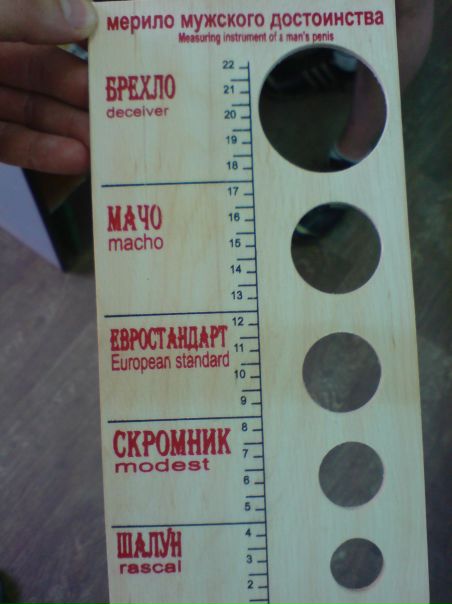 мерило мужского достоинства
Measuring instrument of a man's penis
22
БРЕХЛО
deceiver
21
20
19
18
17
МАЧО
macho
16
15
14
13
12
ЕВРОСТАНДАРТ
European standard
11
10
9
8
СКРОМНИК
modest
7
6
5
4
ШАЛУН
rascal
3
2